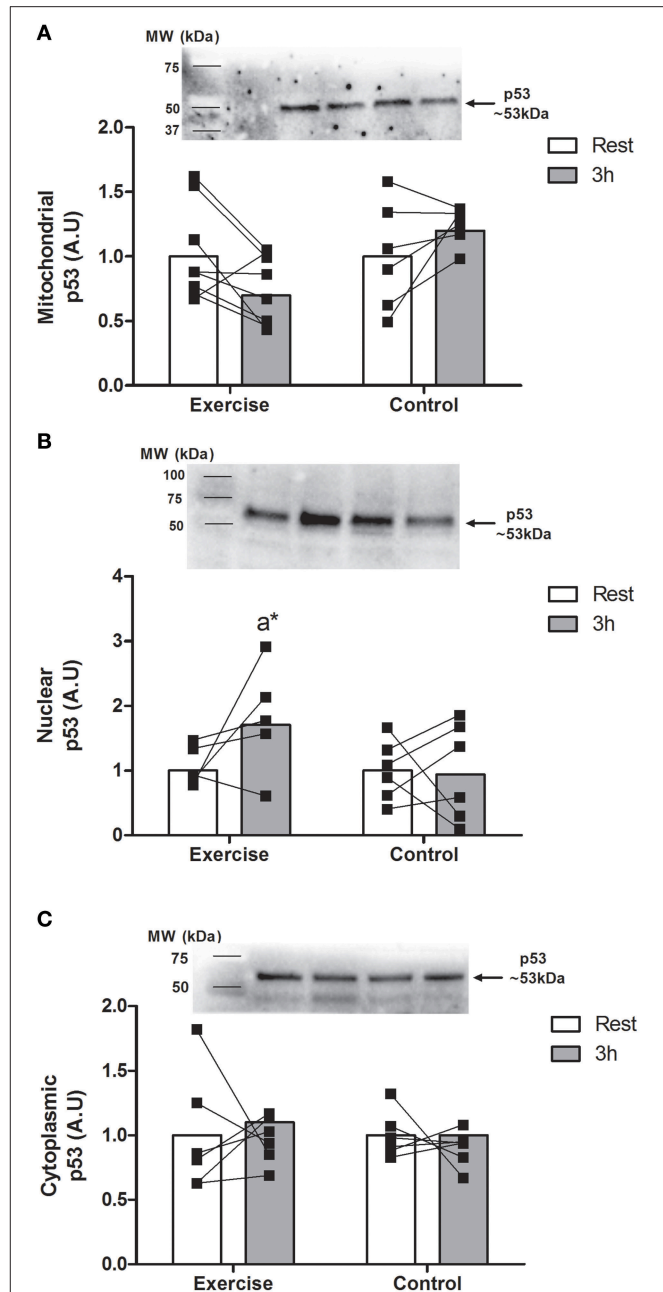 A
MW (kDa)
75
50
37
p53
~53kDa
Rest
3h
2.0
1.5
1.0
0.5
0.0
Mitochondrial
p53 (A.U)
Exercise Control
B
MW (kDa)
100
75
50
p53
~53kDa
Rest
3h
4
3
2
1
0
Nuclear
p53 (A.U)
a*
Exercise Control
C
MW (kDa)
75
50
p53
~53kDa
Rest
3h
2.0
1.5
1.0
0.5
0.0
Cytoplasmic
p53 (A.U)
Exercise Control